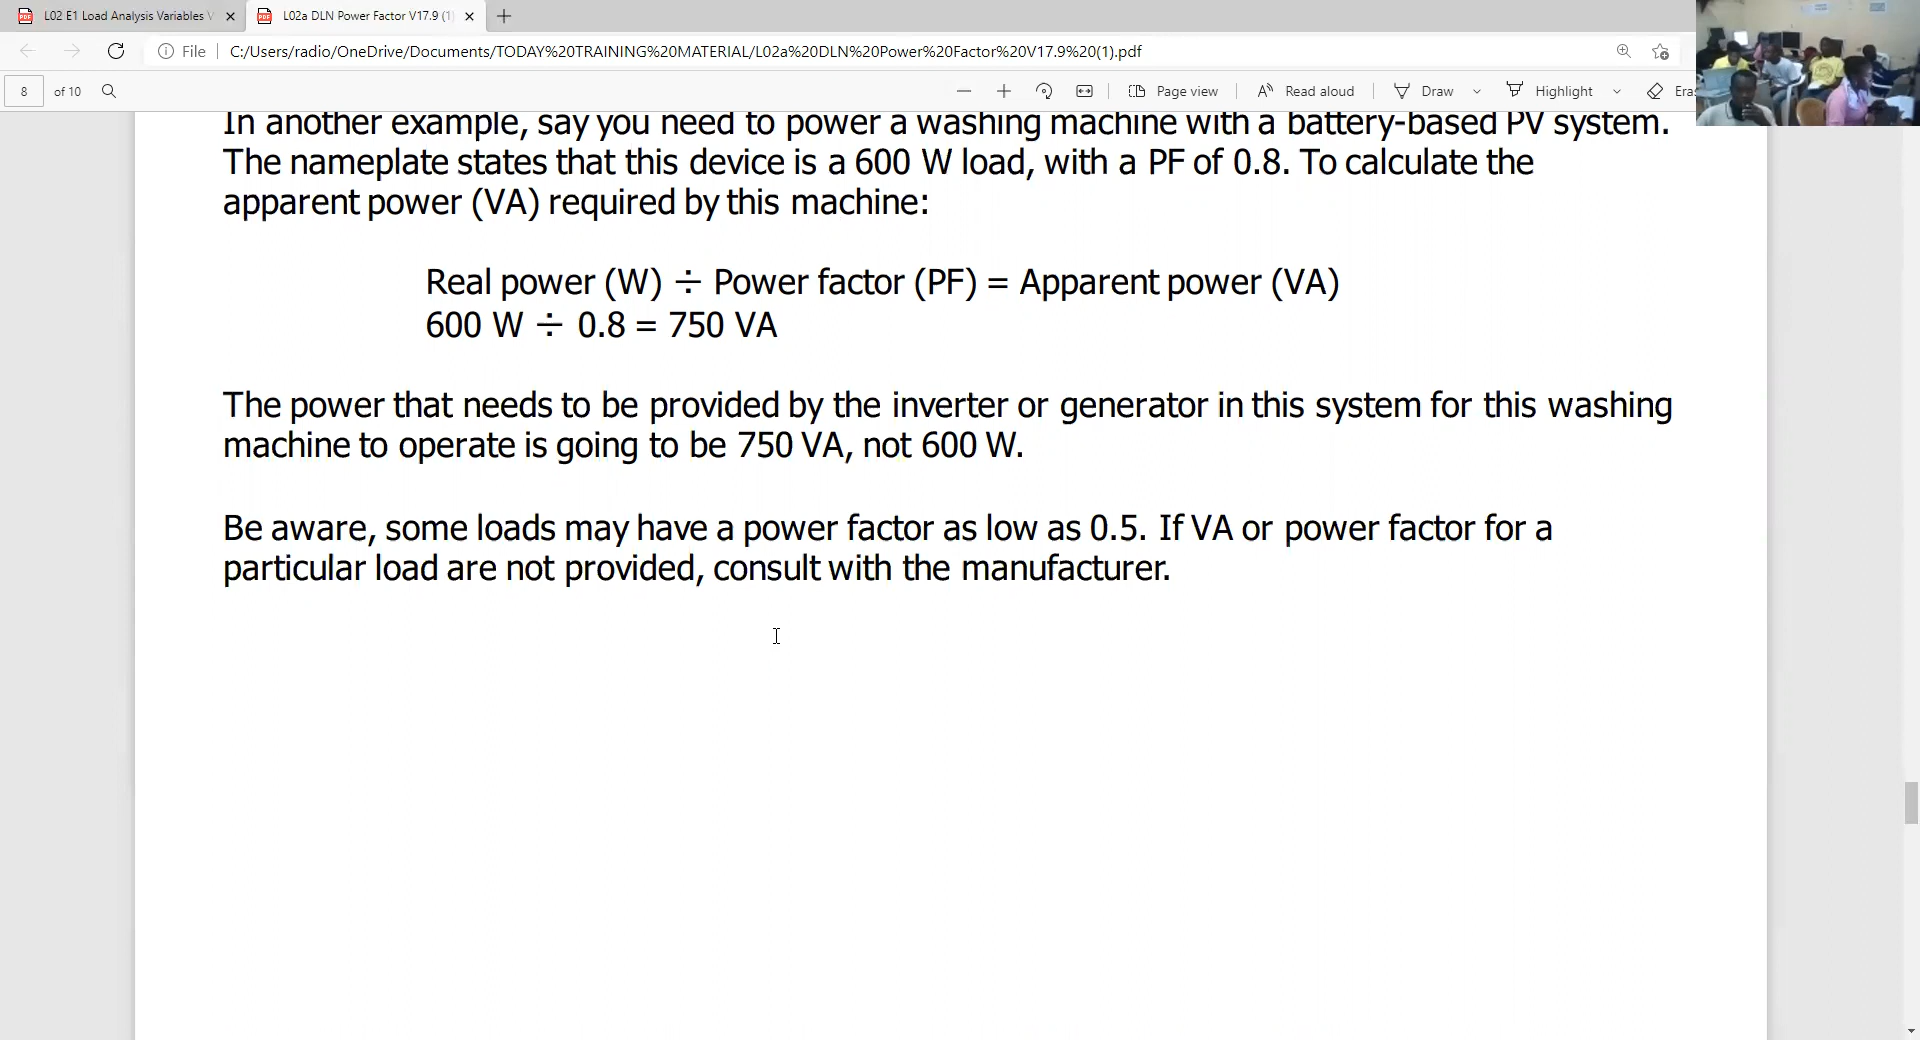 L02 E1 Load Analysis Variables V
L02a DLN Power Factor V17.9 (1)
File
C:/Users/radio/OneDrive/Documents/TODAY%20TRAINING%20MATERIAL/L02a%20DLN%20Power%20Factor%20V17.9%20(1).pdf
8 of 10
Page view
Read aloud
Draw
Highlight
Eras
In another example, say you need to power a washing machine with a battery-based PV system.
The nameplate states that this device is a 600 W load, with a PF of 0.8. To calculate the
apparent power (VA) required by this machine:
Real power (W) ÷ Power factor (PF) = Apparent power (VA)
600 W ÷ 0.8 = 750 VA
The power that needs to be provided by the inverter or generator in this system for this washing
machine to operate is going to be 750 VA, not 600 W.
Be aware, some loads may have a power factor as low as 0.5. If VA or power factor for a
particular load are not provided, consult with the manufacturer.